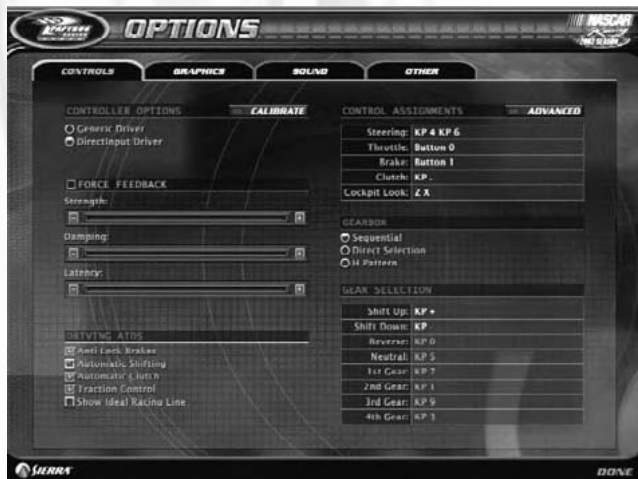 PAPYRUS
OPTIONS
NASCAR
Racing
2003 SEASON
CONTROLS
GRAPHICS
SOUND
OTHER
CONTROLLER OPTIONS
CALIBRATE
Generic Driver
DirectInput Driver
FORCE FEEDBACK
Strength:
Damping:
Latency:
DRIVING AIDS
Anti Lock Brakes
Automatic Shifting
Automatic Clutch
Traction Control
Show Ideal Racing Line
CONTROL ASSIGNMENTS
ADVANCED
Steering: KP 4 KP 6
Throttle: Button 0
Brake: Button 1
Clutch: KP .
Cockpit Look: Z X
GEARBOX
Sequential
Direct Selection
H Pattern
GEAR SELECTION
Shift Up: KP +
Shift Down: KP
Reverse: KP 0
Neutral: KP 5
1st Gear: KP 7
2nd Gear: KP 1
3rd Gear: KP 9
4th Gear: KP 3
SIERRA
DONE